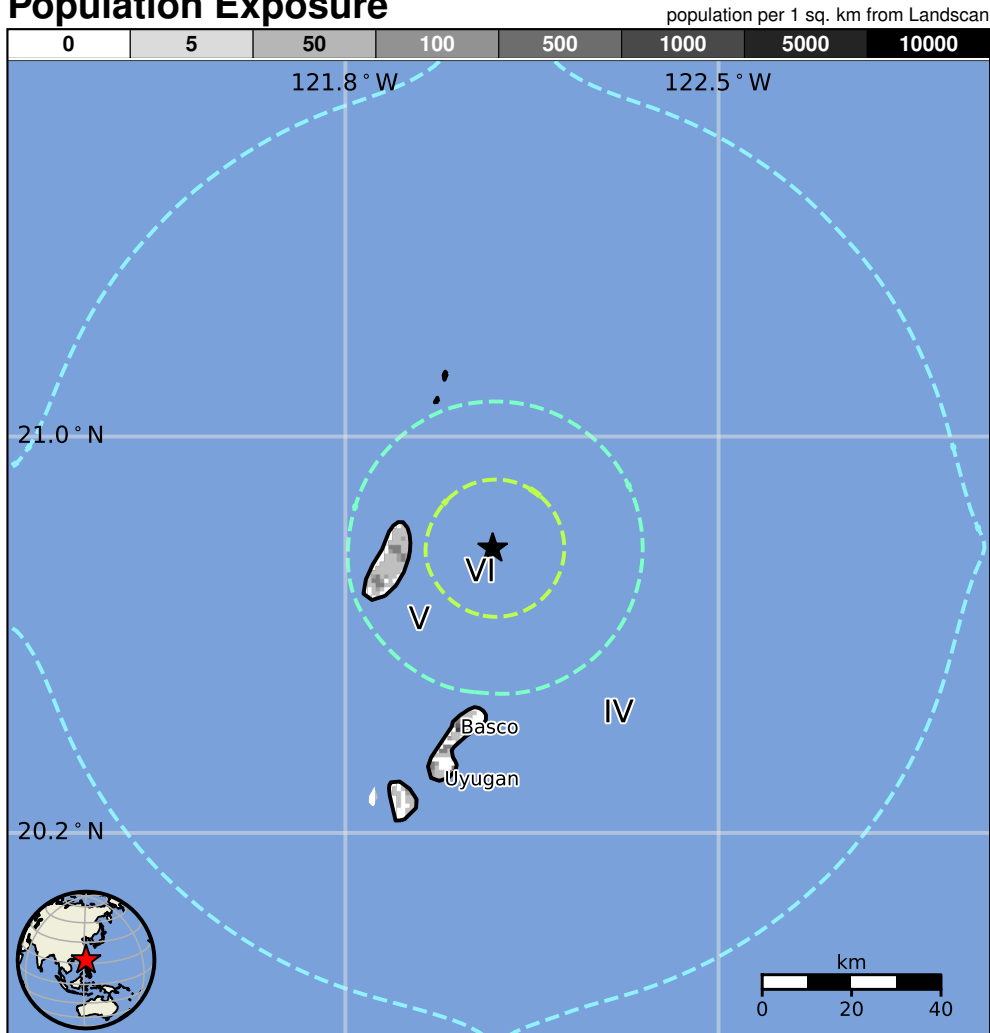 Population Exposure
population per 1 sq. km from Landscan
0 5 50 100 500 1000 5000 10000
121.8°W 122.5°W
21.0°N
VI
V
IV
Basco
Uyugan
20.2°N
km
0 20 40